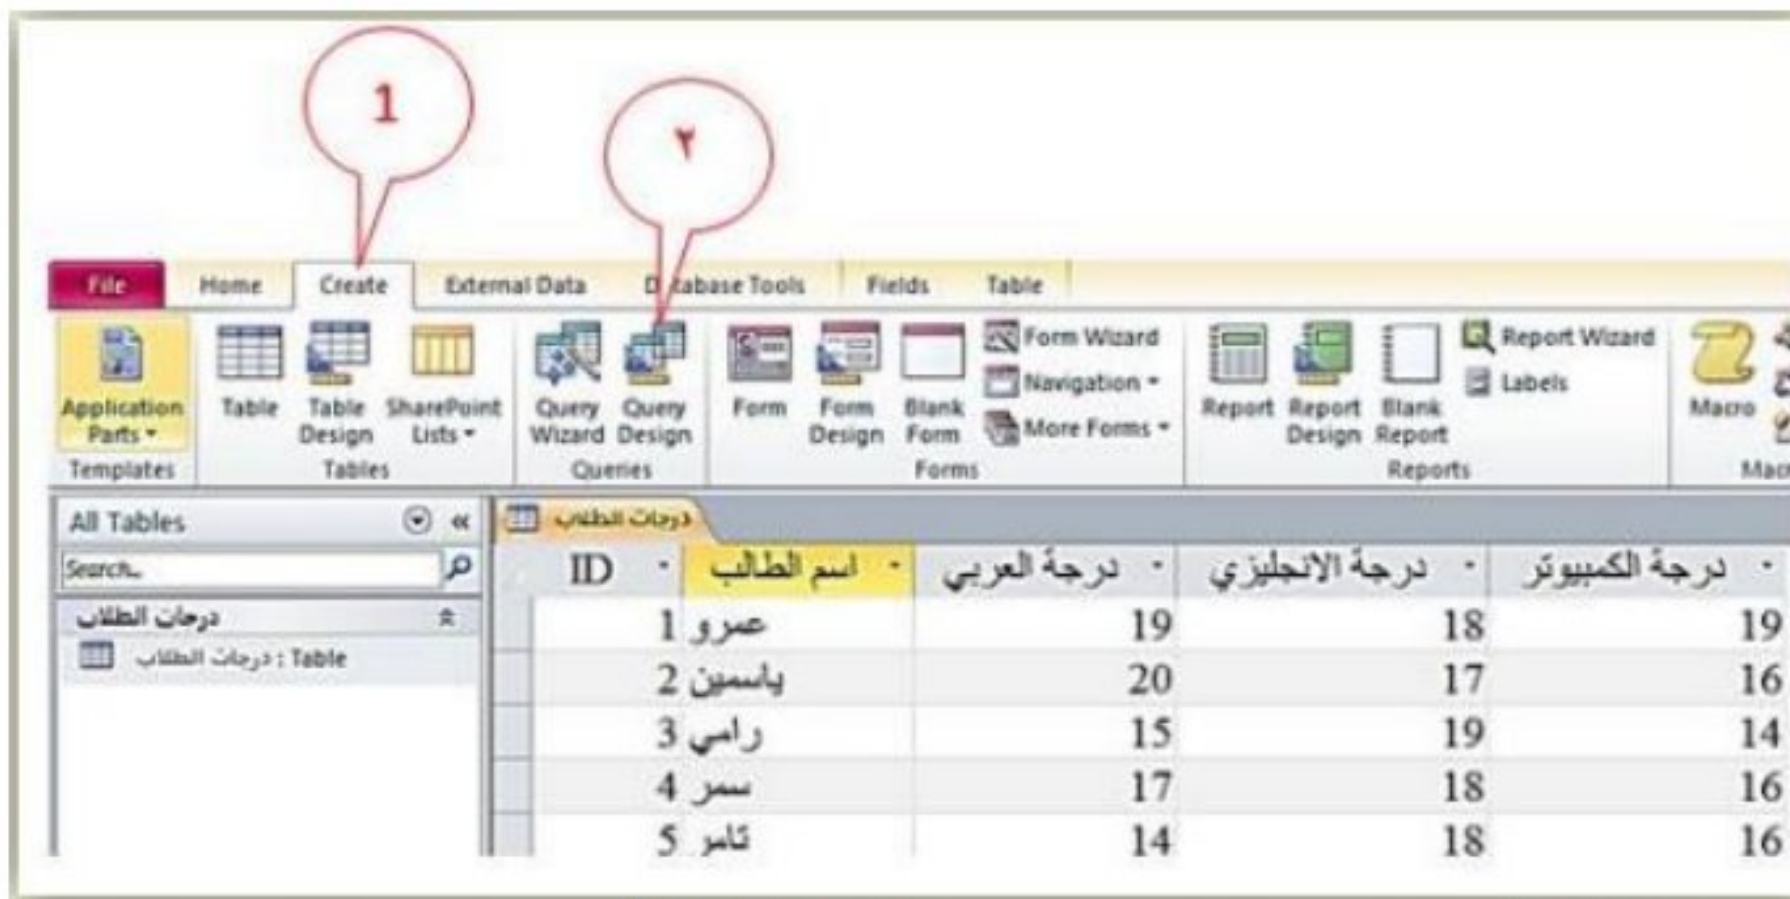 1
٢
File Home Create External Data Database Tools Fields Table
Application Parts
Table
Table Design
SharePoint Lists
Query Wizard
Query Design
Form
Form Design
Blank Form
Form Wizard
Navigation
More Forms
Report
Report Design
Blank Report
Report Wizard
Labels
Macro
Templates Tables Queries Forms Reports
All Tables
Search...
درجات الطلاب
درجات الطلاب : Table
درجات الطلاب
ID اسم الطالب درجة العربي درجة الانجليزي درجة الكمبيوتر
1 عمرو 19 18 19
2 ياسمين 20 17 16
3 رامي 15 19 14
4 سمر 17 18 16
5 تامر 14 18 16